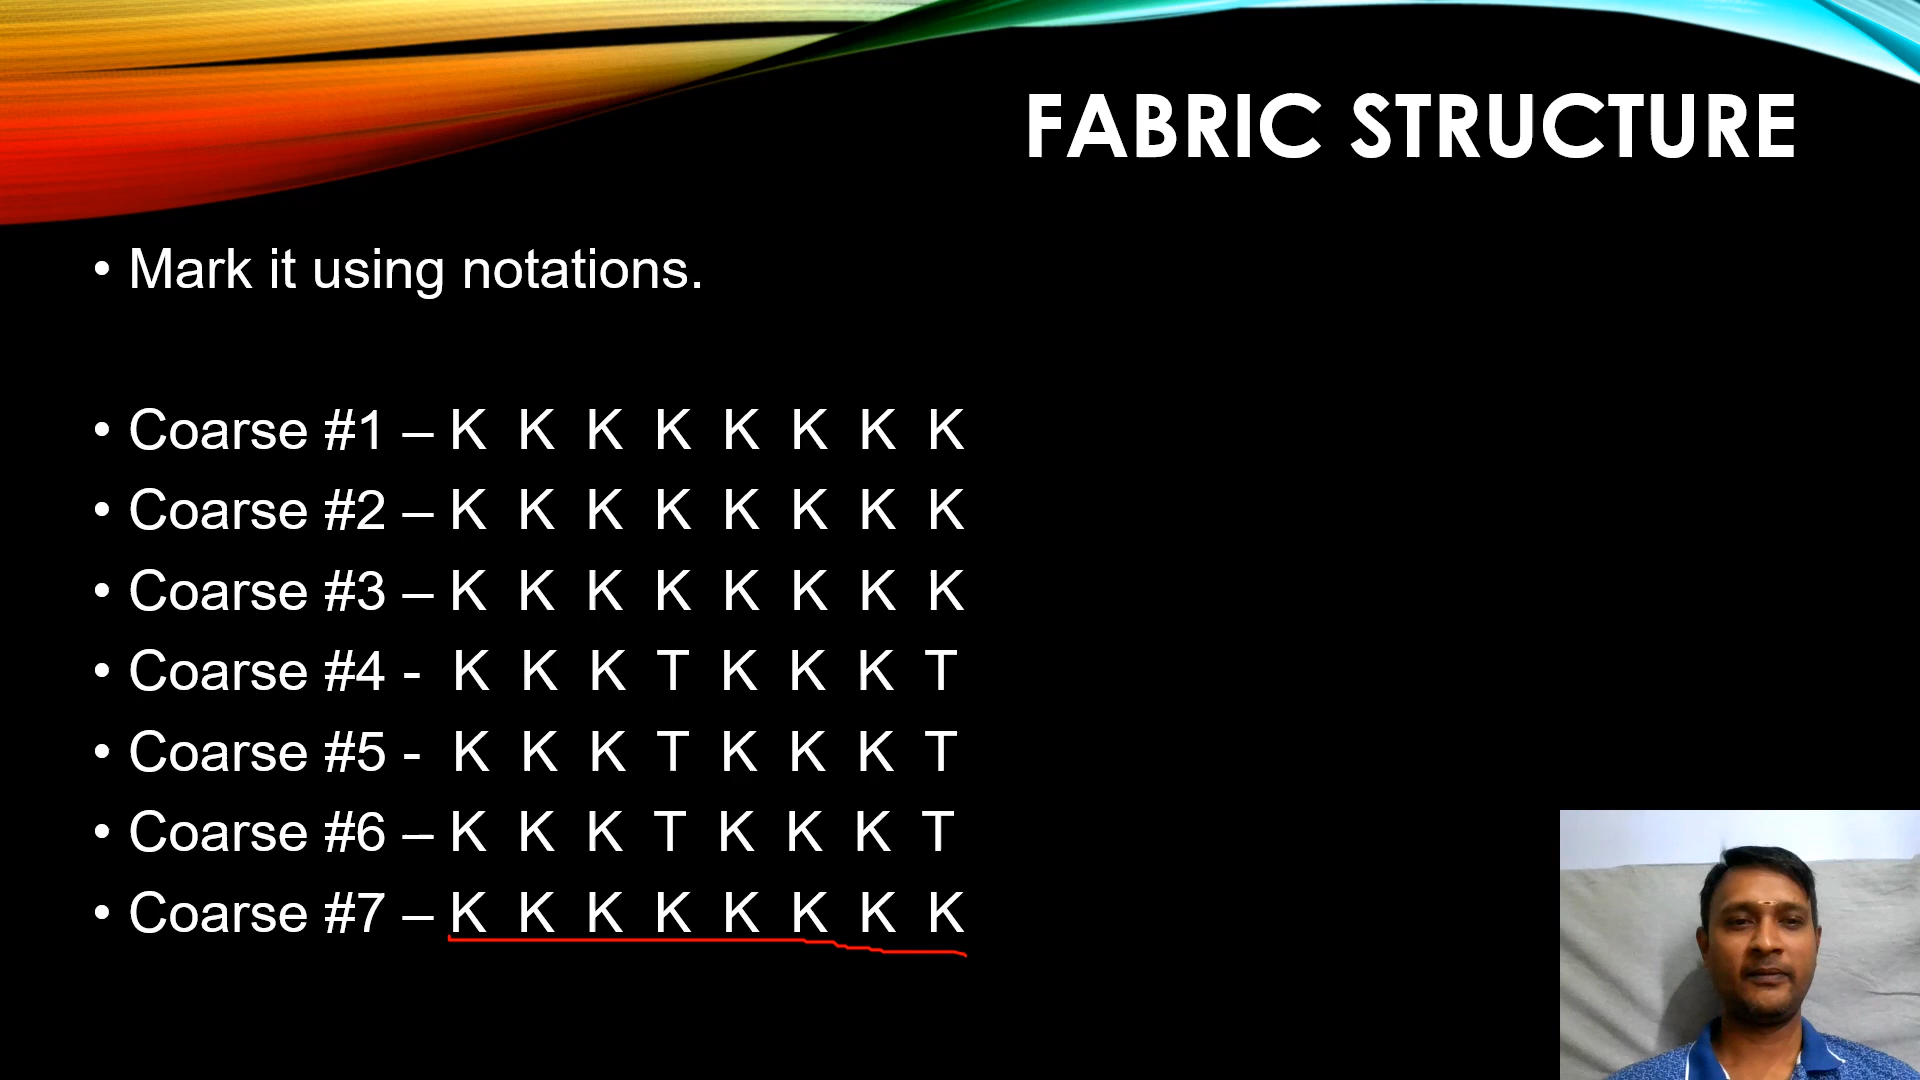 FABRIC STRUCTURE
• Mark it using notations.
• Coarse #1 – K K K K K K K K
• Coarse #2 – K K K K K K K K
• Coarse #3 – K K K K K K K K
• Coarse #4 - K K K T K K K T
• Coarse #5 - K K K T K K K T
• Coarse #6 – K K K T K K K T
• Coarse #7 – K K K K K K K K